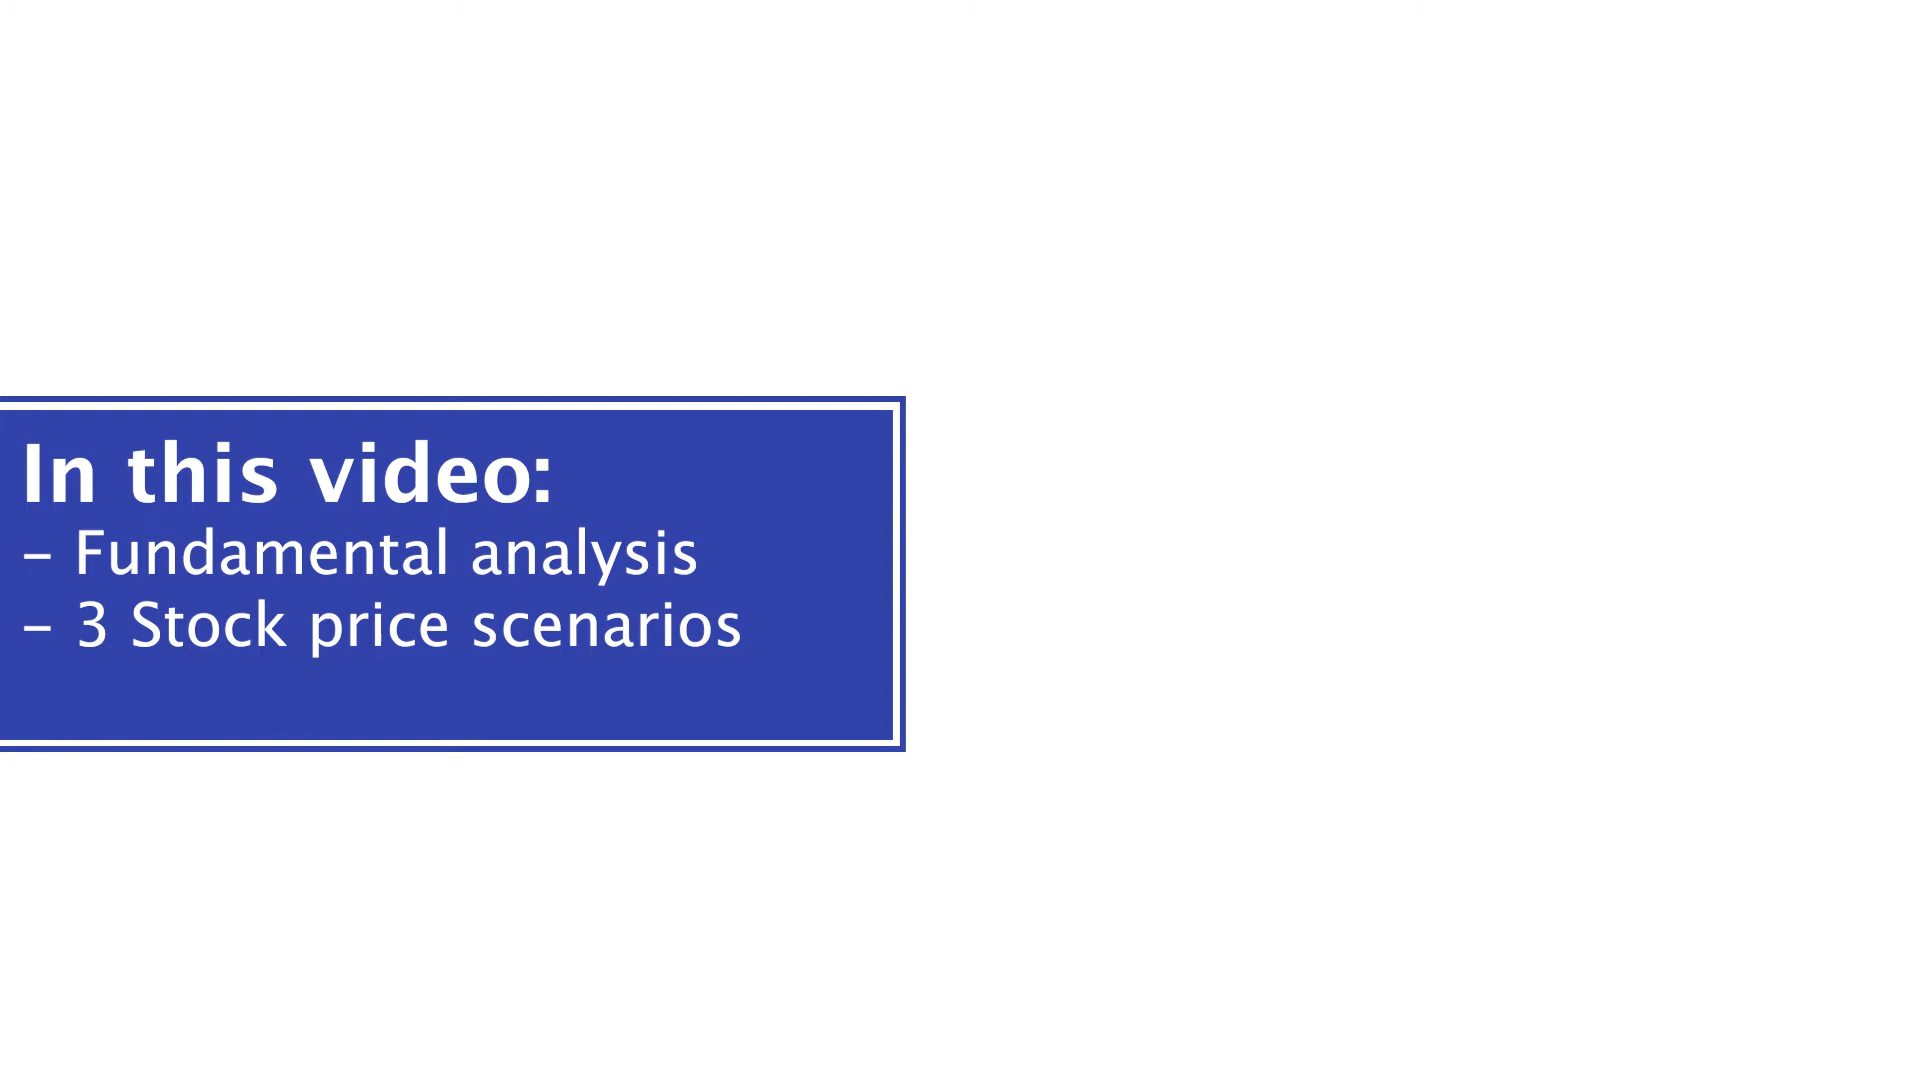 In this video:
- Fundamental analysis
- 3 Stock price scenarios